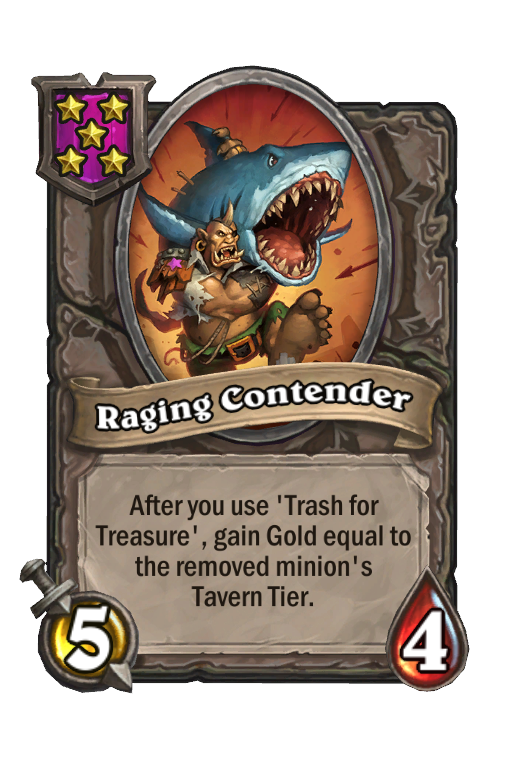 Raging Contender
After you use 'Trash for
Treasure', gain Gold equal to
the removed minion's
Tavern Tier.
5
4